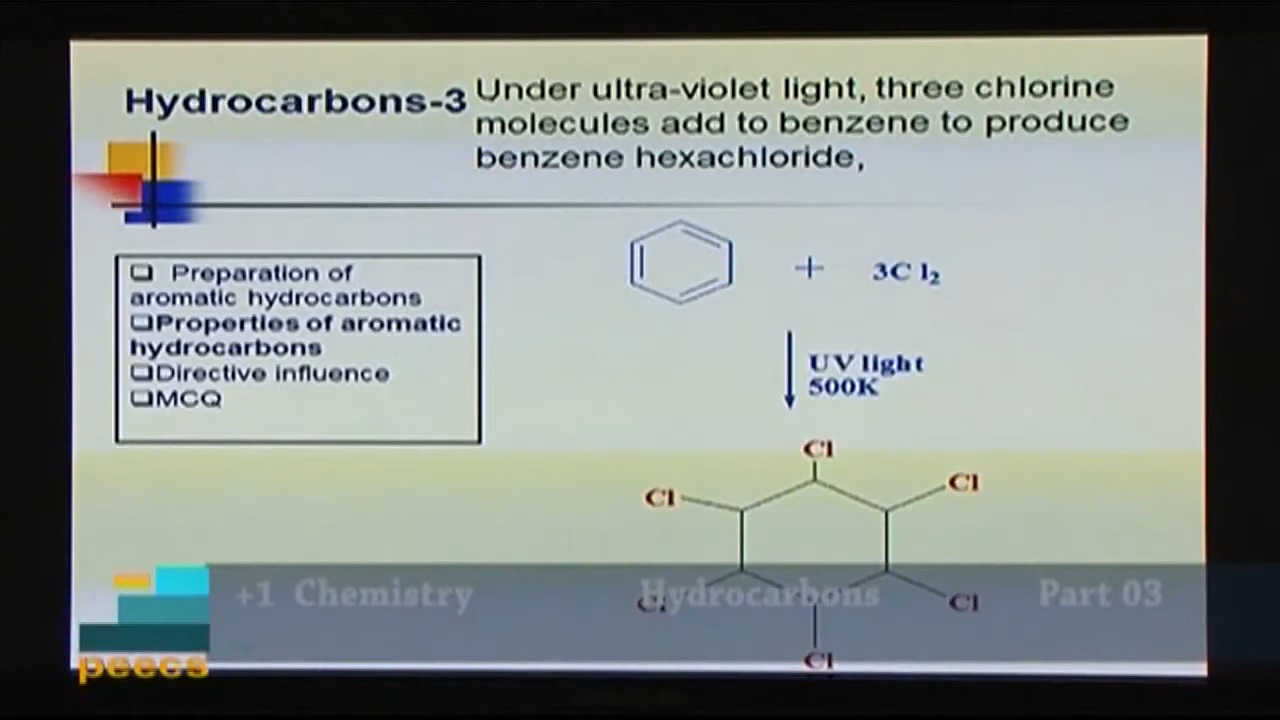 Hydrocarbons-3
Under ultra-violet light, three chlorine
molecules add to benzene to produce
benzene hexachloride,
❑ Preparation of
aromatic hydrocarbons
❑Properties of aromatic
hydrocarbons
❑Directive influence
❑MCQ
+ 3C l₂
UV light
500K
Cl
Cl
Cl
Cl
Cl
Cl
+1 Chemistry Hydrocarbons Part 03
peecs